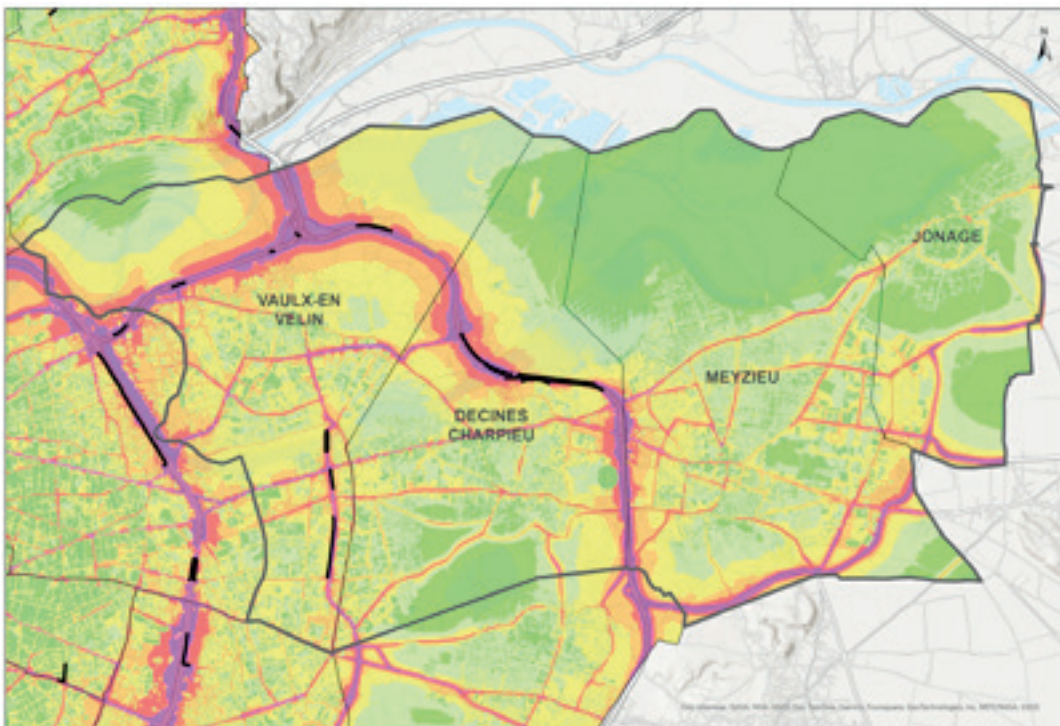 N
JONAGE
VAULX-EN
VELIN
MEYZIEU
DECINES
CHARPIEU